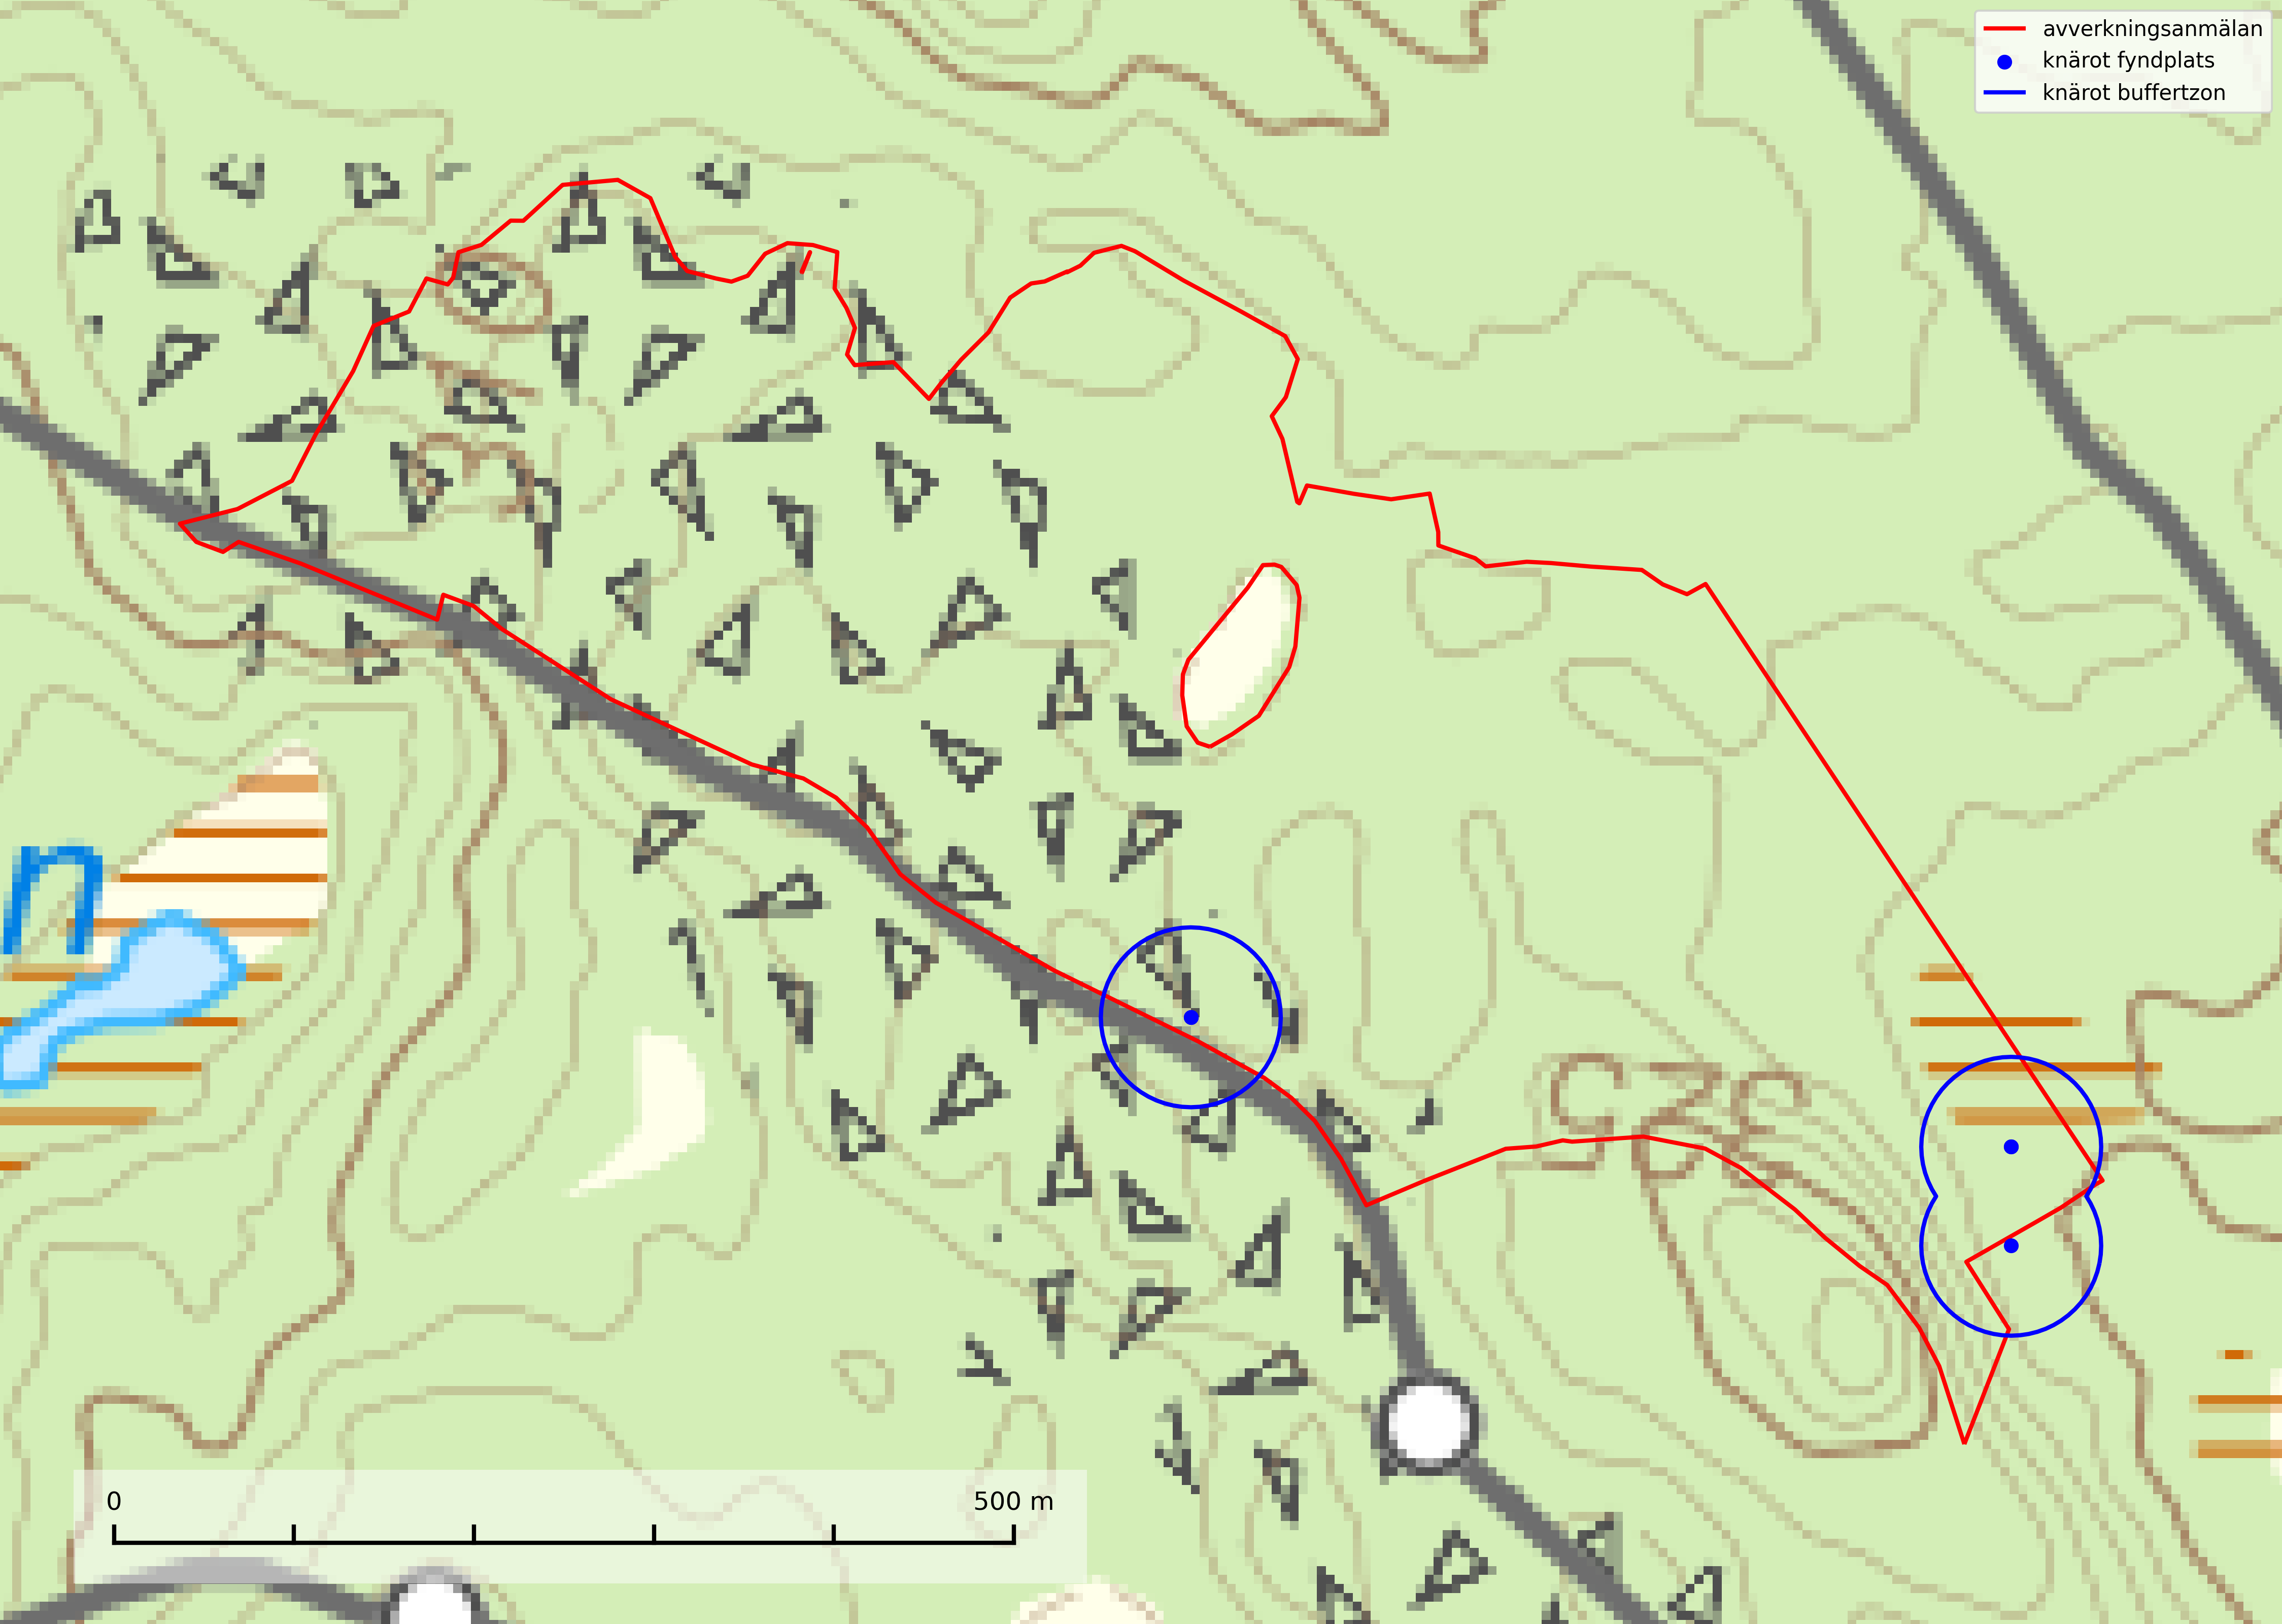 avverkningsanmälan
knärot fyndplats
knärot buffertzon
n
0 500 m